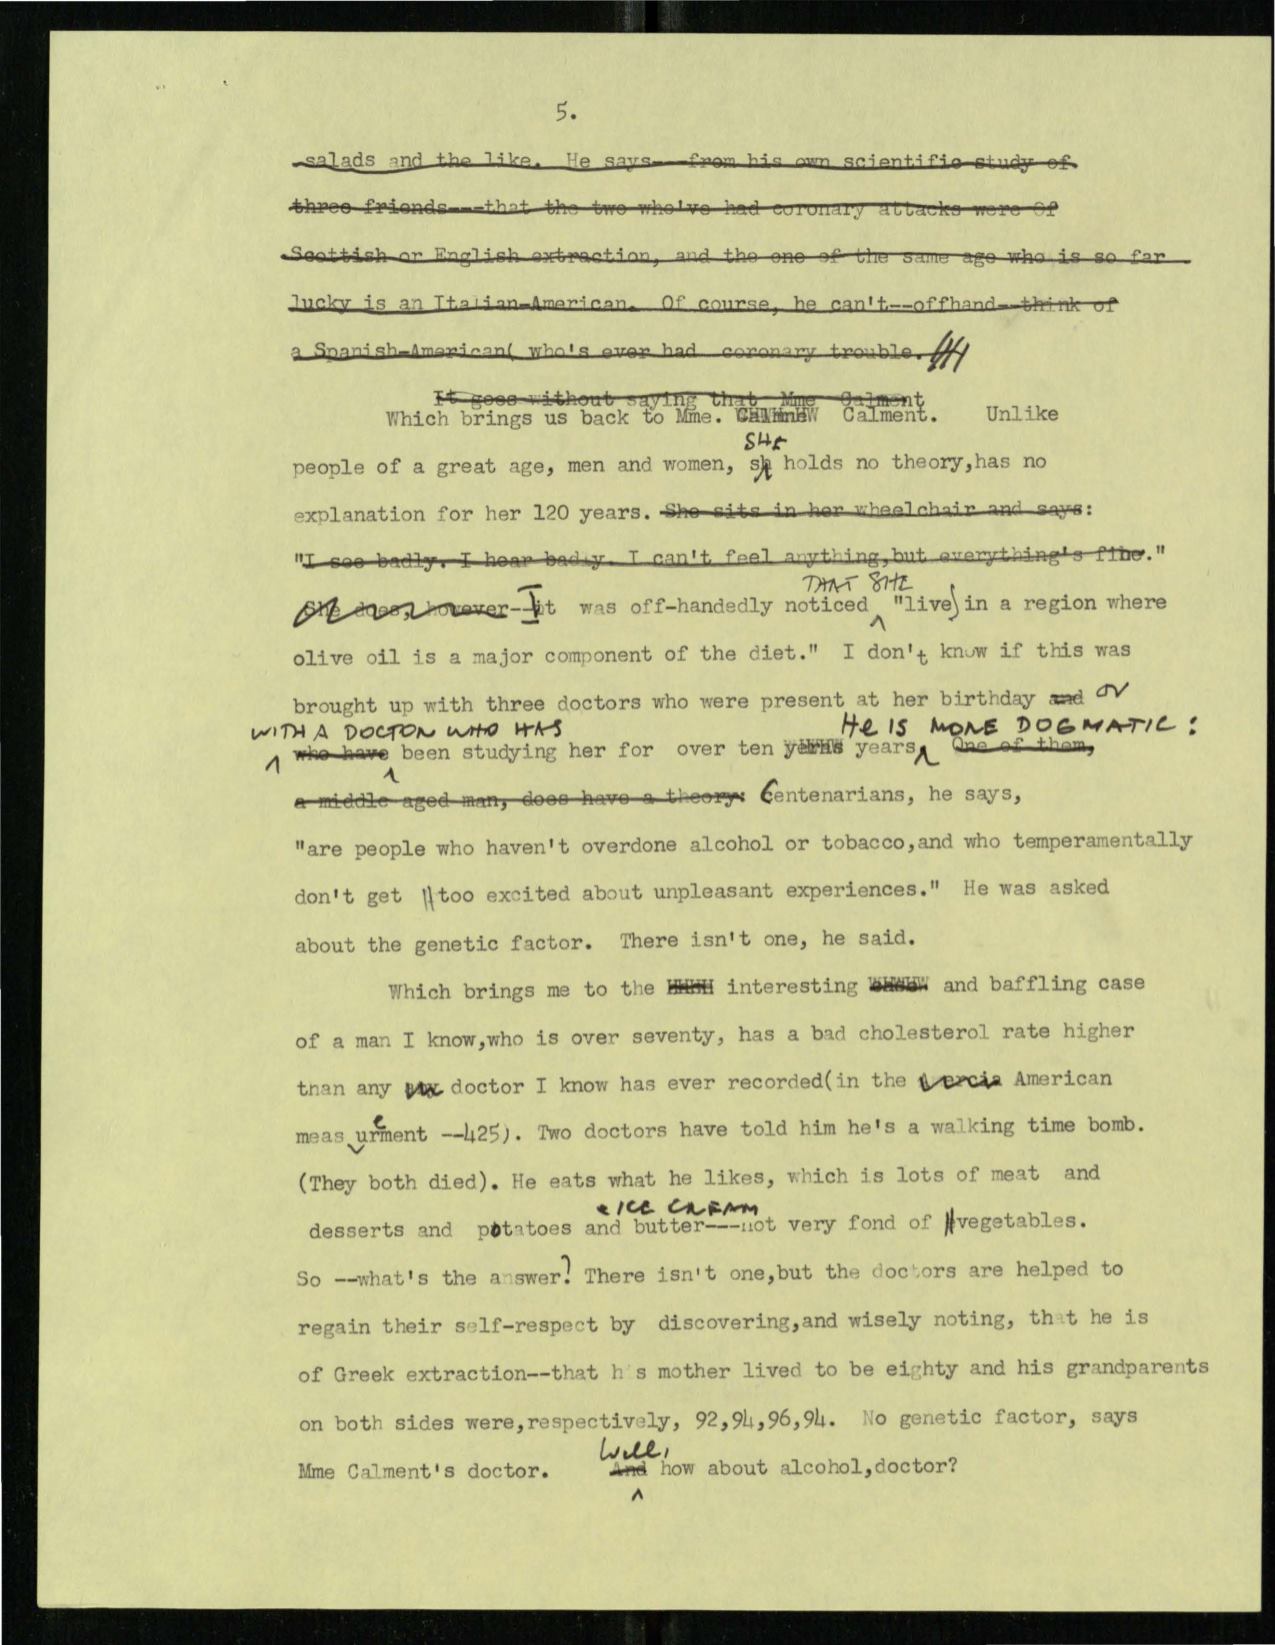 5.
salads and the like. He says---from his own scientific study of
three friends---that the two who've had coronary attacks were Of
Scottish or English extraction, and the one of the same age who is so far
lucky is an Italian-American. Of course, he can't--offhand--think of
a Spanish-American( who's ever had coronary trouble.
It goes without saying that Mme Calment
Which brings us back to Mme. Calment. Unlike
SHE
people of a great age, men and women, sh holds no theory,has no
explanation for her 120 years. She sits in her wheelchair and says:
"I see badly. I hear badly. I can't feel anything,but everything's fine."
THAT SHE
She does, however--It was off-handedly noticed "live in a region where
olive oil is a major component of the diet." I don't know if this was
brought up with three doctors who were present at her birthday and or
WITH A DOCTOR WHO HAS HE IS MORE DOGMATIC:
who have been studying her for over ten years One of them,
a middle aged man, does have a theory: Centenarians, he says,
"are people who haven't overdone alcohol or tobacco,and who temperamentally
don't get too excited about unpleasant experiences." He was asked
about the genetic factor. There isn't one, he said.
Which brings me to the interesting and baffling case
of a man I know,who is over seventy, has a bad cholesterol rate higher
than any doctor I know has ever recorded(in the American
measurement --425). Two doctors have told him he's a walking time bomb.
(They both died). He eats what he likes, which is lots of meat and
ICE CREAM
desserts and potatoes and butter---not very fond of vegetables.
So --what's the answer? There isn't one,but the doctors are helped to
regain their self-respect by discovering,and wisely noting, that he is
of Greek extraction--that h s mother lived to be eighty and his grandparents
on both sides were,respectively, 92,94,96,94. No genetic factor, says
Well,
Mme Calment's doctor. And how about alcohol,doctor?